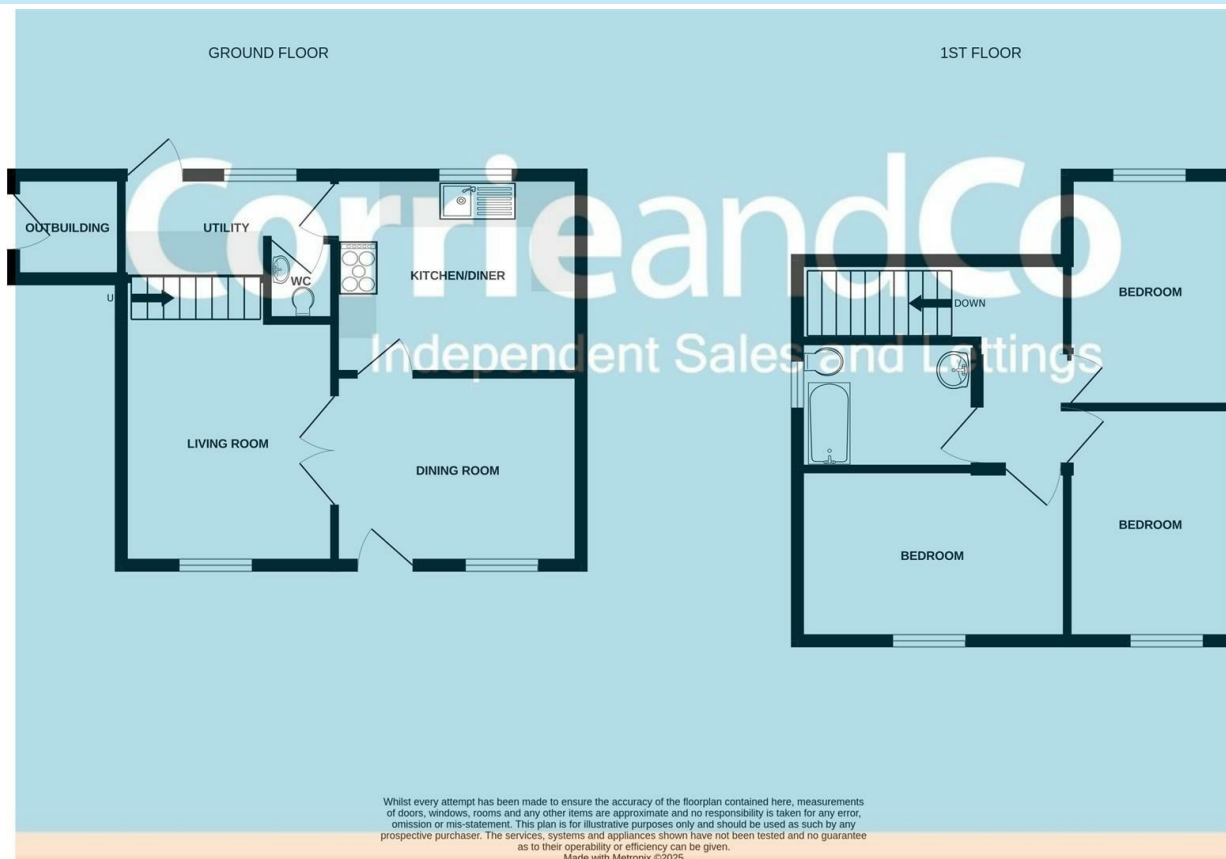 GROUND FLOOR
1ST FLOOR
CorrieandCo
Independent Sales and Lettings
OUTBUILDING
UTILITY
WC
KITCHEN/DINER
U
LIVING ROOM
DINING ROOM
DOWN
BEDROOM
BEDROOM
BEDROOM
Whilst every attempt has been made to ensure the accuracy of the floorplan contained here, measurements
of doors, windows, rooms and any other items are approximate and no responsibility is taken for any error,
omission or mis-statement. This plan is for illustrative purposes only and should be used as such by any
prospective purchaser. The services, systems and appliances shown have not been tested and no guarantee
as to their operability or efficiency can be given.
Made with Metropix ©2025